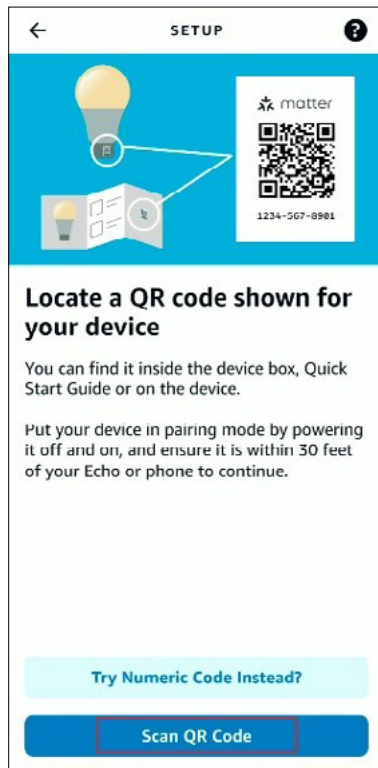 SETUP
matter
1234-567-8901
Locate a QR code shown for
your device
You can find it inside the device box, Quick
Start Guide or on the device.
Put your device in pairing mode by powering
it off and on, and ensure it is within 30 feet
of your Echo or phone to continue.
Try Numeric Code Instead?
Scan QR Code